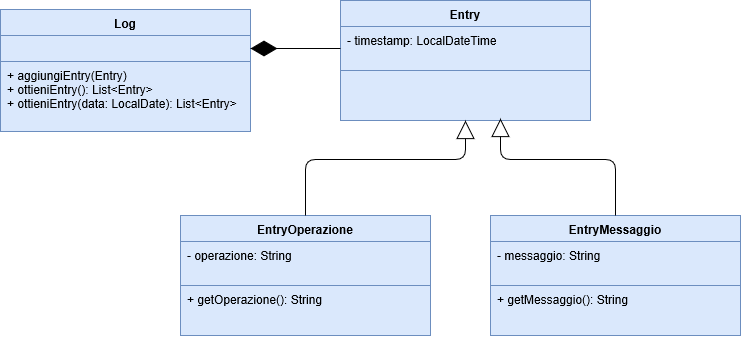 Log
+ aggiungiEntry(Entry)
+ ottieniEntry(): List<Entry>
+ ottieniEntry(data: LocalDate): List<Entry>
Entry
- timestamp: LocalDateTime
EntryOperazione
- operazione: String
+ getOperazione(): String
EntryMessaggio
- messaggio: String
+ getMessaggio(): String